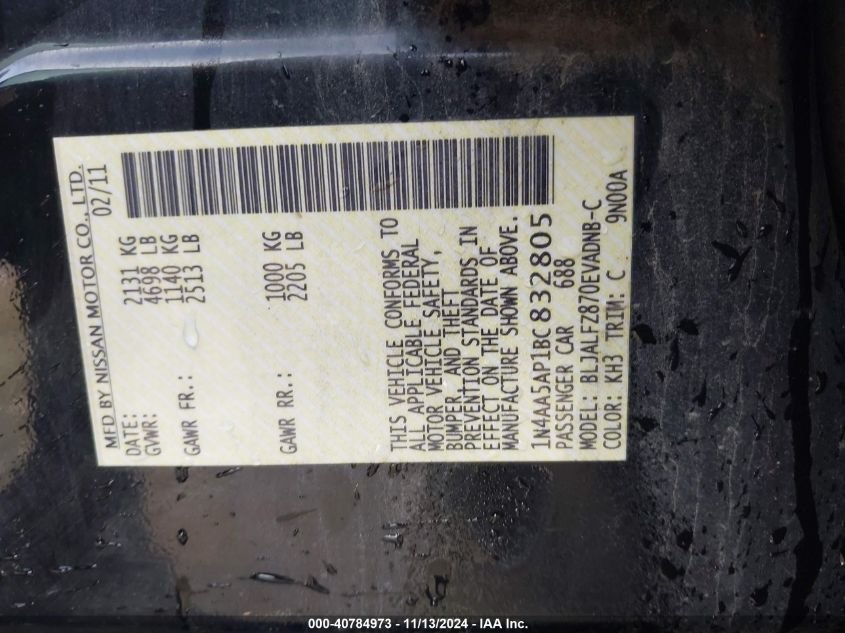 MFD BY NISSAN MOTOR CO., LTD.
DATE: 02/11
GVWR: 2131 KG
4698 LB
GAWR FR.: 1140 KG
2513 LB
GAWR RR.: 1000 KG
2205 LB
THIS VEHICLE CONFORMS TO
ALL APPLICABLE FEDERAL
MOTOR VEHICLE SAFETY,
BUMPER, AND THEFT
PREVENTION STANDARDS IN
EFFECT ON THE DATE OF
MANUFACTURE SHOWN ABOVE.
1N4AA5AP1BC832805
PASSENGER CAR 688
MODEL: BLJALFZ870EVADNB-C
COLOR: KH3 TRIM: C 9N00A
000-40784973 - 11/13/2024 - IAA Inc.